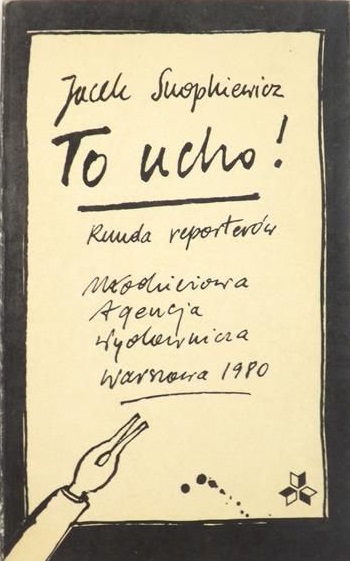 Jacek Snopkiewicz
To ucho!
Runda reporterów
Młodzieżowa
Agencja
Wydawnicza
Warszawa 1980